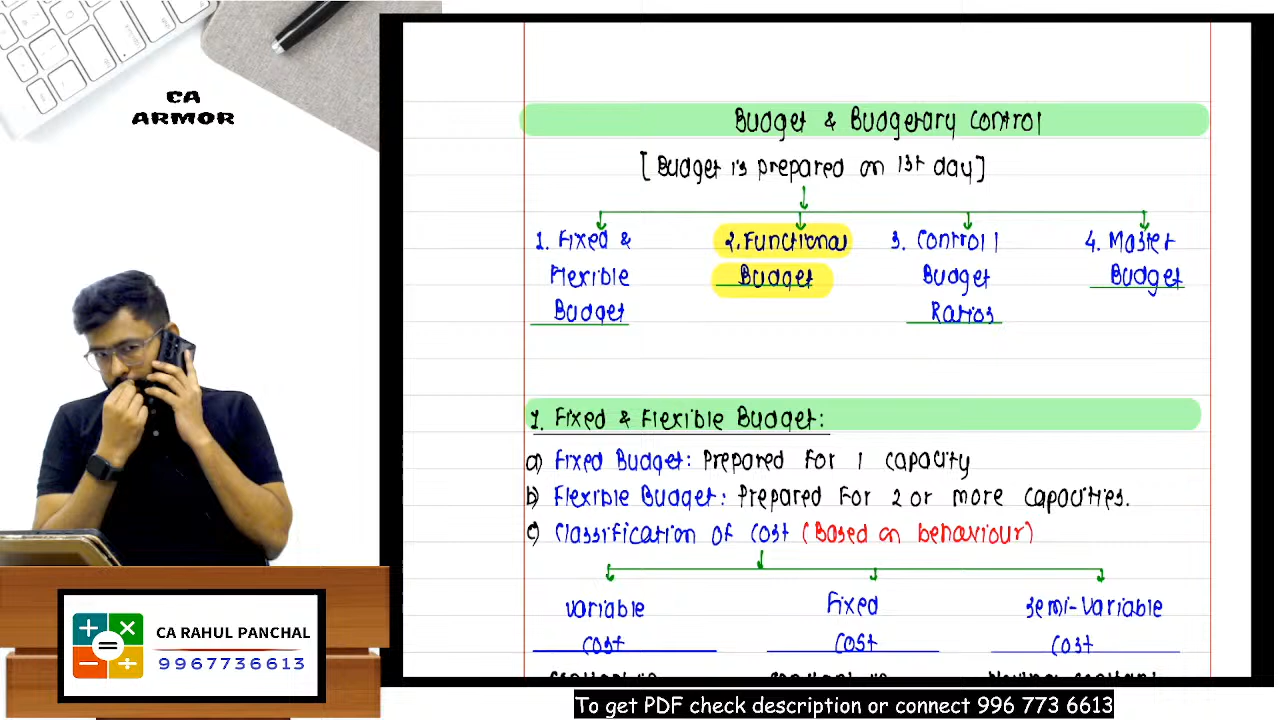 CA
ARMOR
Budget & Budgetary Control
[Budget is prepared on 1st day]
1. Fixed &
Flexible
Budget
2. Functional
Budget
3. Control
Budget
Ratios
4. Master
Budget
1. Fixed & Flexible Budget:
a) Fixed Budget: Prepared For 1 capacity
b) Flexible Budget: Prepared For 2 or more capacities.
c) Classification of Cost (Based on behaviour)
Variable
Cost
Fixed
Cost
Semi-Variable
Cost
CA RAHUL PANCHAL
9967736613
To get PDF check description or connect 996 773 6613